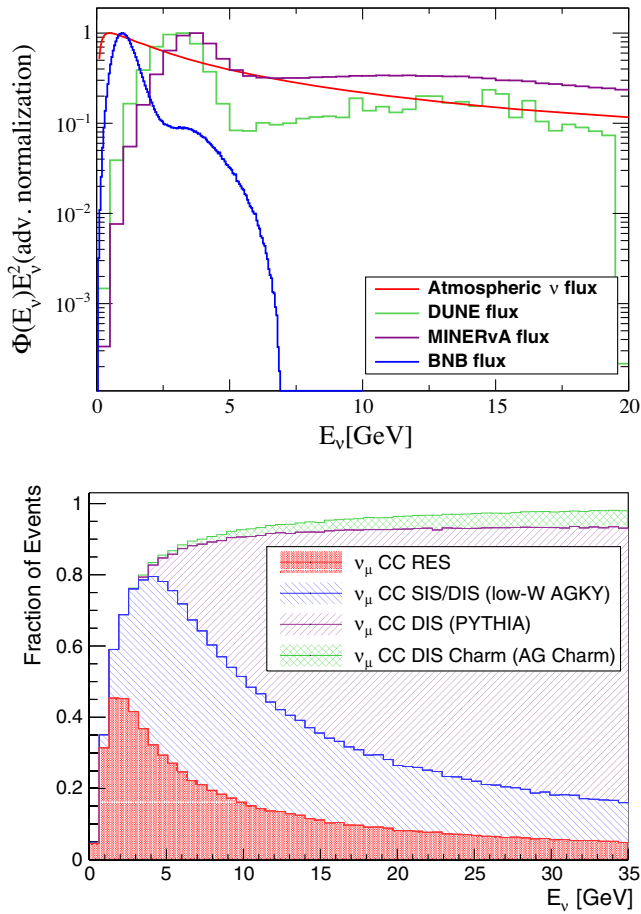 Φ(E_ν)E_ν^2(adv. normalization)
1
10^-1
10^-2
10^-3
Atmospheric ν flux
DUNE flux
MINERvA flux
BNB flux
0
5
10
15
20
E_ν[GeV]
Fraction of Events
1
0.8
0.6
0.4
0.2
0
ν_μ CC RES
ν_μ CC SIS/DIS (low-W AGKY)
ν_μ CC DIS (PYTHIA)
ν_μ CC DIS Charm (AG Charm)
0
5
10
15
20
25
30
35
E_ν [GeV]